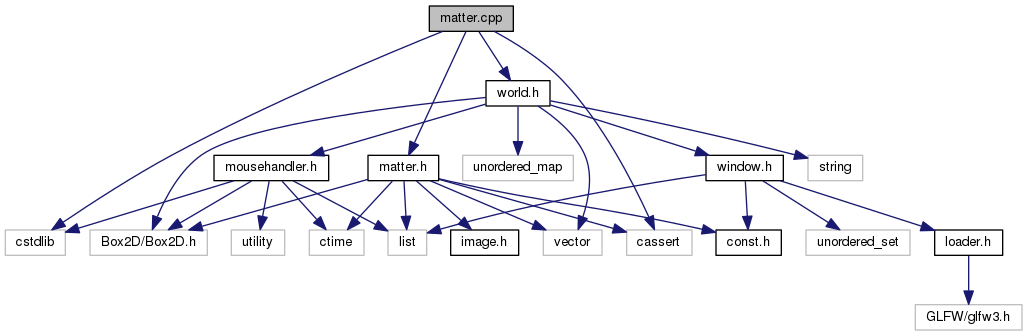 matter.cpp
world.h
mousehandler.h
matter.h
unordered_map
window.h
string
cstdlib
Box2D/Box2D.h
utility
ctime
list
image.h
vector
cassert
const.h
unordered_set
loader.h
GLFW/glfw3.h